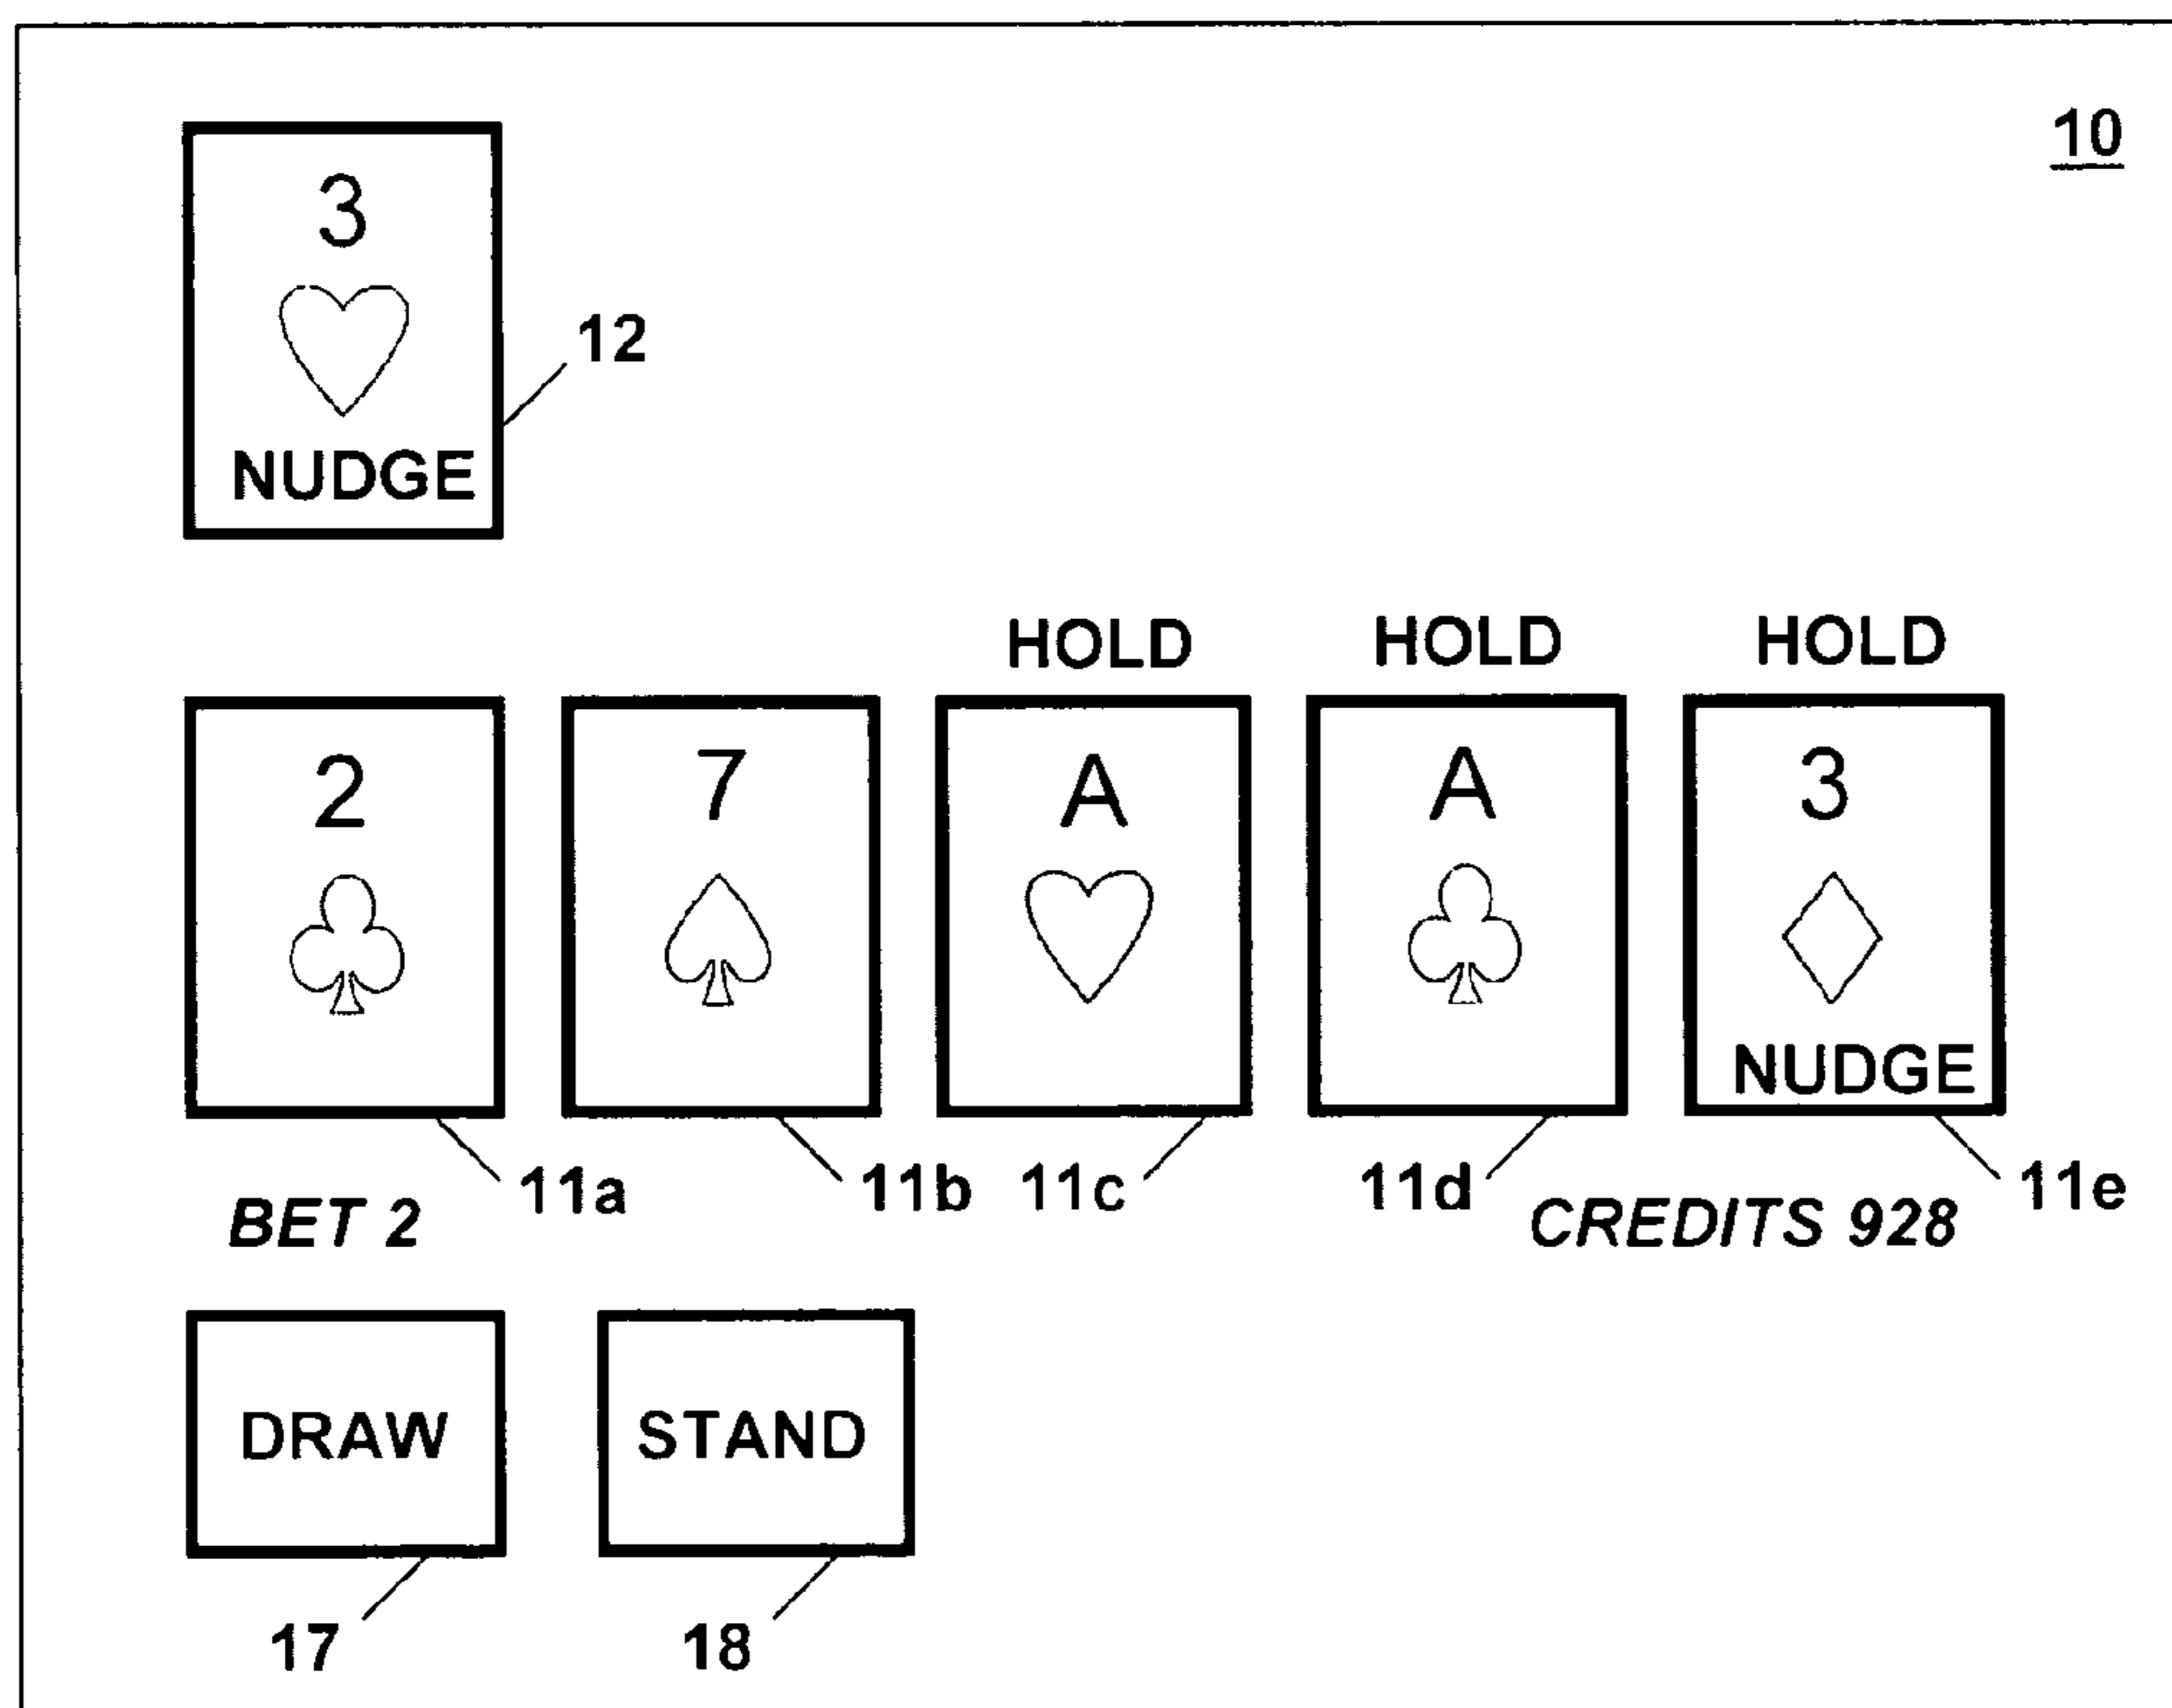 10
3
12
NUDGE
HOLD HOLD HOLD
2 7 A A 3
NUDGE
11a 11b 11c 11d 11e
BET 2 CREDITS 928
DRAW STAND
17 18